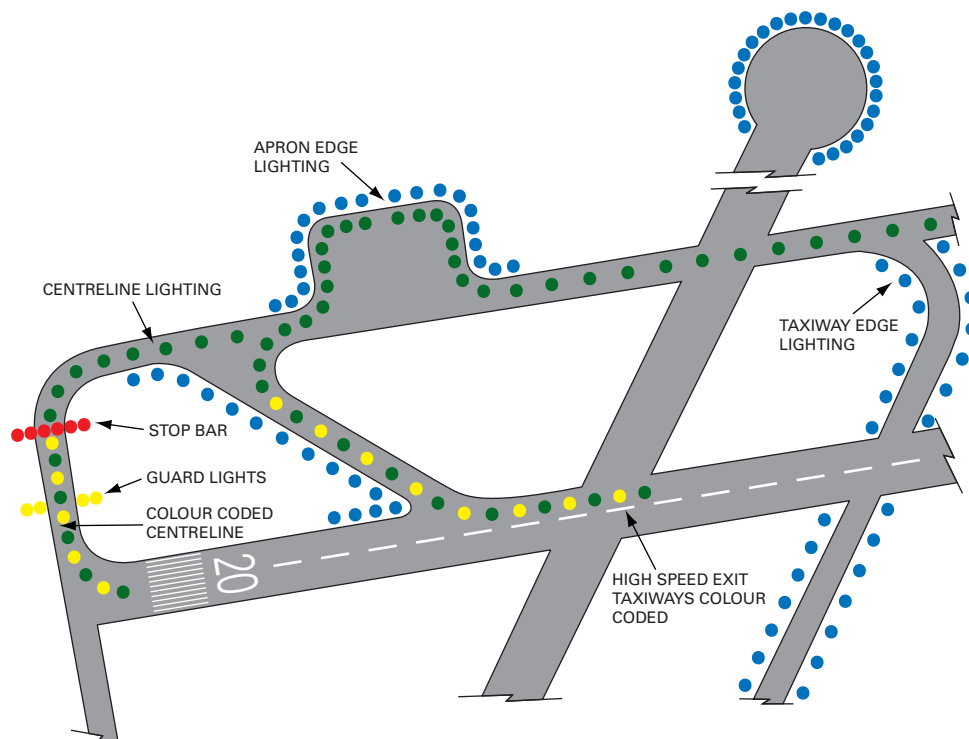 APRON EDGE
LIGHTING
CENTRELINE LIGHTING
TAXIWAY EDGE
LIGHTING
STOP BAR
GUARD LIGHTS
COLOUR CODED
CENTRELINE
20
HIGH SPEED EXIT
TAXIWAYS COLOUR
CODED